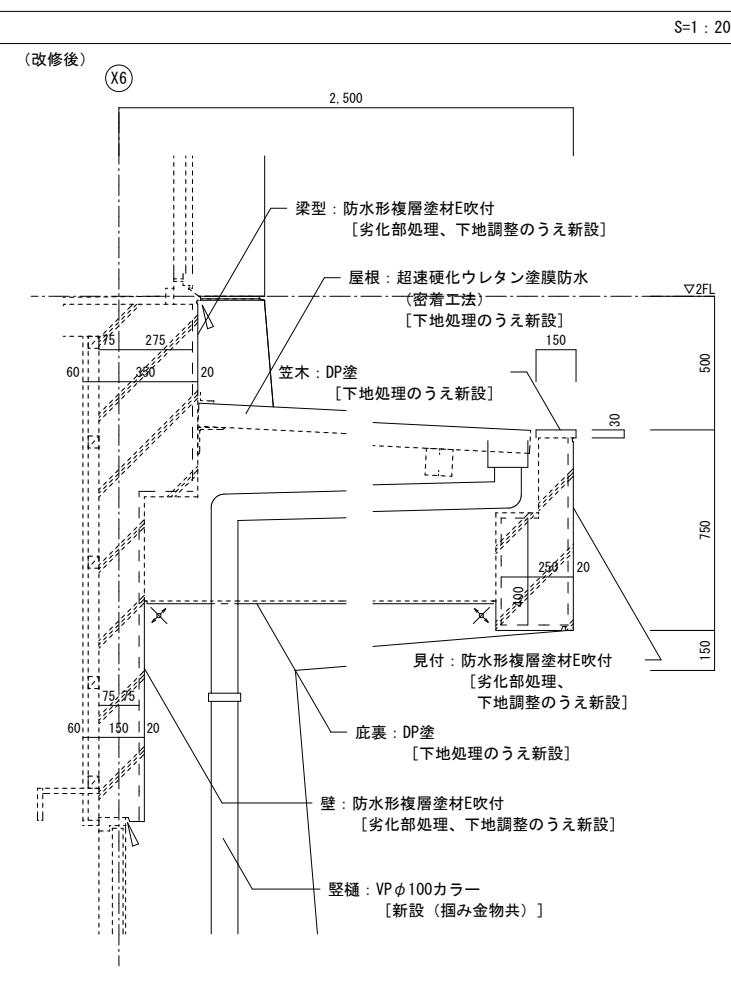 S=1：20
（改修後）
X6
2,500
梁型：防水形複層塗材E吹付
［劣化部処理、下地調整のうえ新設］
屋根：超速硬化ウレタン塗膜防水
（密着工法）
［下地処理のうえ新設］
▽2FL
75
275
150
60
350
20
笠木：DP塗
［下地処理のうえ新設］
500
30
750
250
20
400
150
見付：防水形複層塗材E吹付
［劣化部処理、
下地調整のうえ新設］
75
75
60
150
20
庇裏：DP塗
［下地処理のうえ新設］
壁：防水形複層塗材E吹付
［劣化部処理、下地調整のうえ新設］
竪樋：VPφ100カラー
［新設（掴み金物共）］